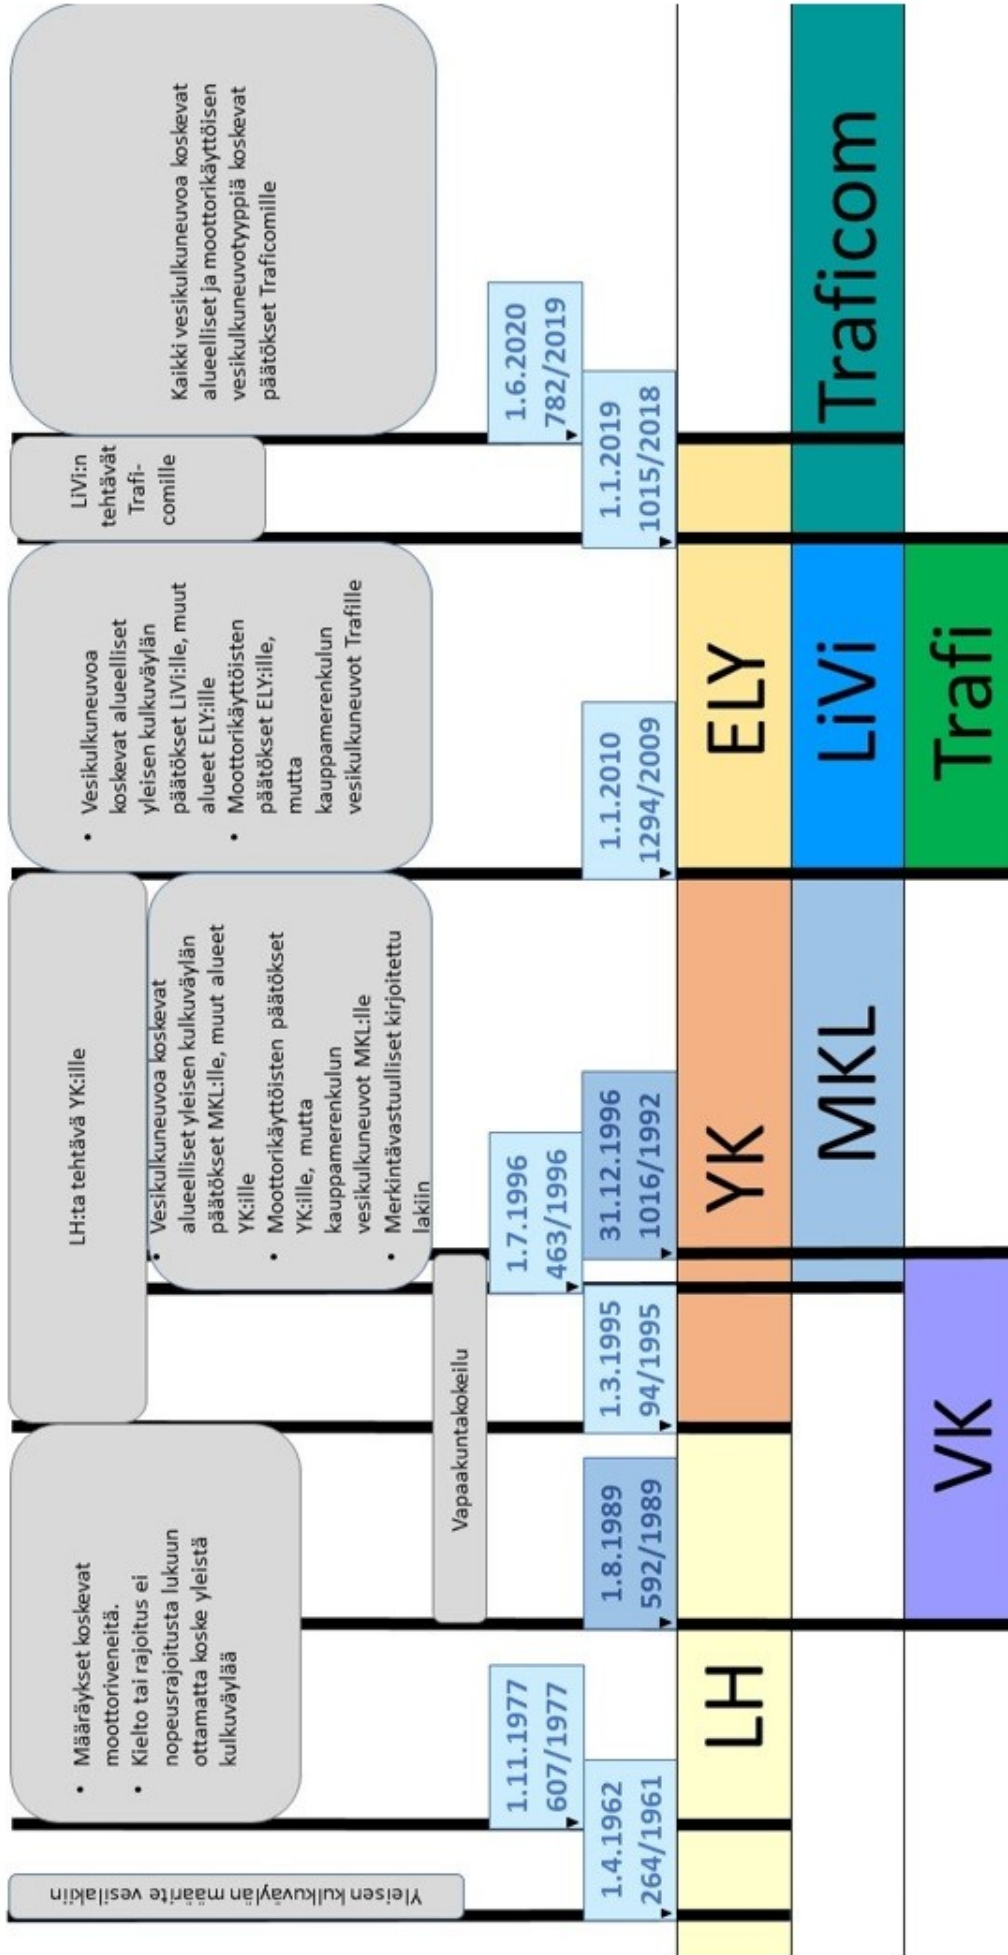 Yleisen kulkuväylän määrite vesilakiin
• Määräykset koskevat
moottoriveneitä.
• Kielto tai rajoitus ei
nopeusrajoitusta lukuun
ottamatta koske yleistä
kulkuväylää
LH:ta tehtävä YK:ille
• Vesikulkuneuvoa koskevat
alueelliset yleisen kulkuväylän
päätökset MKL:lle, muut alueet
YK:ille
• Moottorikäyttöisten päätökset
YK:ille, mutta
kauppamerenkulun
vesikulkuneuvot MKL:lle
• Merkintävastuulliset kirjoitettu
lakiin
• Vesikulkuneuvoa
koskevat alueelliset
yleisen kulkuväylän
päätökset LiVi:lle, muut
alueet ELY:ille
• Moottorikäyttöisten
päätökset ELY:ille,
mutta
kauppamerenkulun
vesikulkuneuvot Trafille
LiVi:n
tehtävät
Trafi-
comille
Kaikki vesikulkuneuvoa koskevat
alueelliset ja moottorikäyttöisen
vesikulkuneuvotyyppiä koskevat
päätökset Traficomille
Vapaakuntakokeilu
1.4.1962
264/1961
1.11.1977
607/1977
1.8.1989
592/1989
1.3.1995
94/1995
1.7.1996
463/1996
31.12.1996
1016/1992
1.1.2010
1294/2009
1.1.2019
1015/2018
1.6.2020
782/2019
LH
YK
ELY
MKL
LiVi
Traficom
VK
Trafi